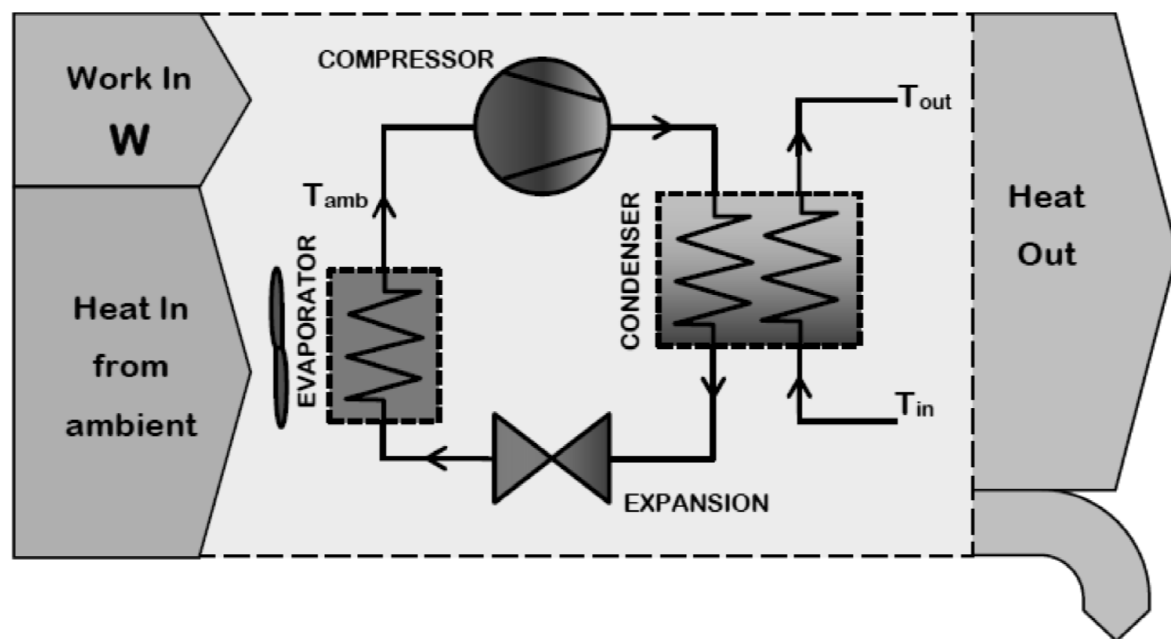 Work In
W
Heat In
from
ambient
COMPRESSOR
T_amb
EVAPORATOR
CONDENSER
EXPANSION
T_out
T_in
Heat
Out